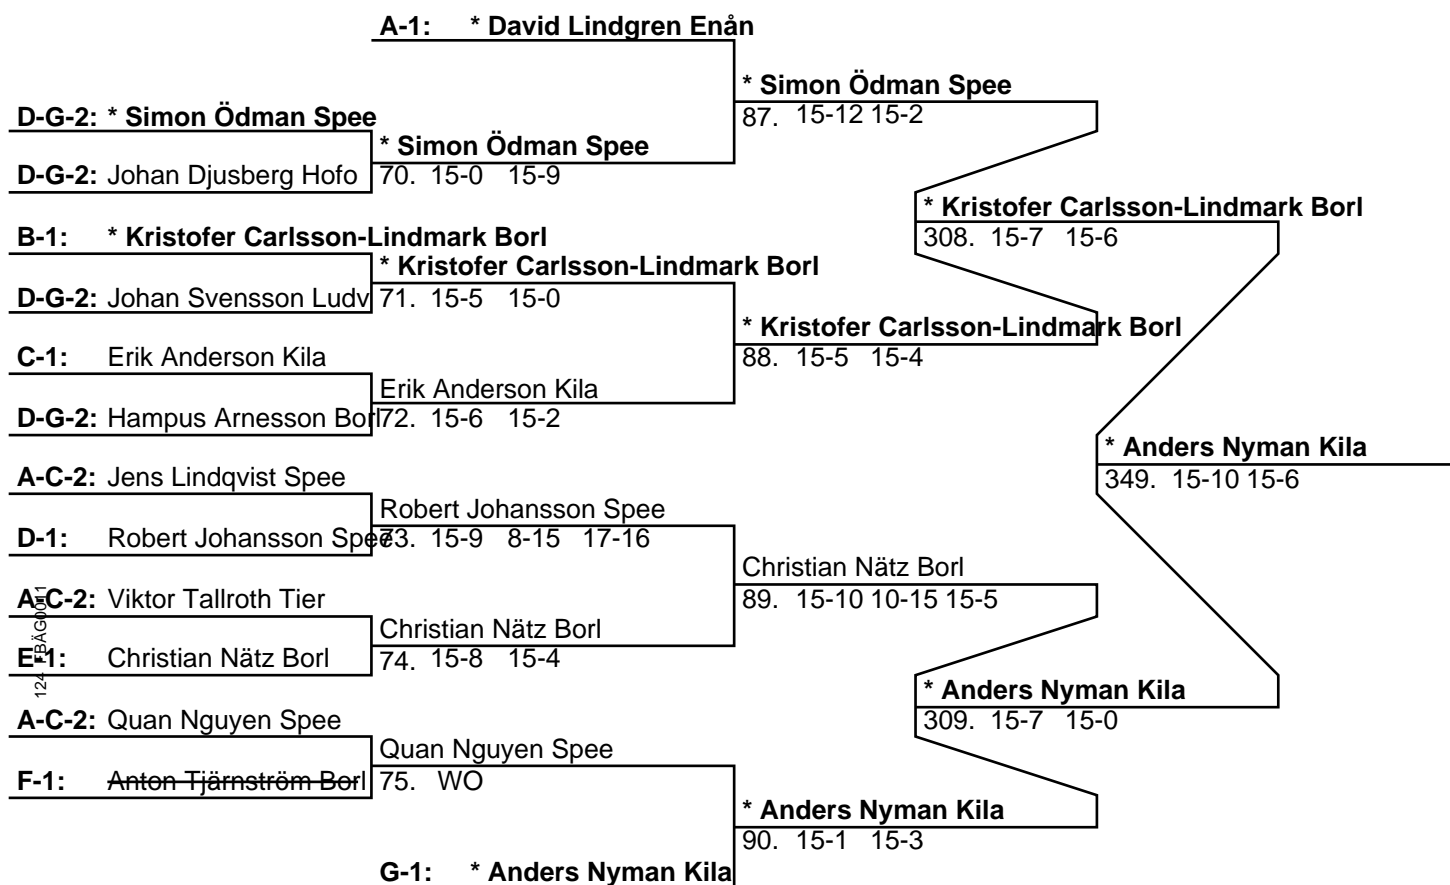 A-1: * David Lindgren Enån
* Simon Ödman Spee
87. 15-12 15-2
D-G-2: * Simon Ödman Spee
* Simon Ödman Spee
D-G-2: Johan Djusberg Hofo
70. 15-0 15-9
* Kristofer Carlsson-Lindmark Borl
308. 15-7 15-6
B-1: * Kristofer Carlsson-Lindmark Borl
* Kristofer Carlsson-Lindmark Borl
D-G-2: Johan Svensson Ludv
71. 15-5 15-0
* Kristofer Carlsson-Lindmark Borl
88. 15-5 15-4
C-1: Erik Anderson Kila
Erik Anderson Kila
D-G-2: Hampus Arnesson Borl
72. 15-6 15-2
* Anders Nyman Kila
349. 15-10 15-6
A-C-2: Jens Lindqvist Spee
Robert Johansson Spee
D-1: Robert Johansson Spee
73. 15-9 8-15 17-16
Christian Nätz Borl
89. 15-10 10-15 15-5
A-C-2: Viktor Tallroth Tier
Christian Nätz Borl
E-1: Christian Nätz Borl
74. 15-8 15-4
* Anders Nyman Kila
309. 15-7 15-0
A-C-2: Quan Nguyen Spee
Quan Nguyen Spee
F-1: Anton Tjärnström Borl
75. WO
* Anders Nyman Kila
90. 15-1 15-3
G-1: * Anders Nyman Kila
124